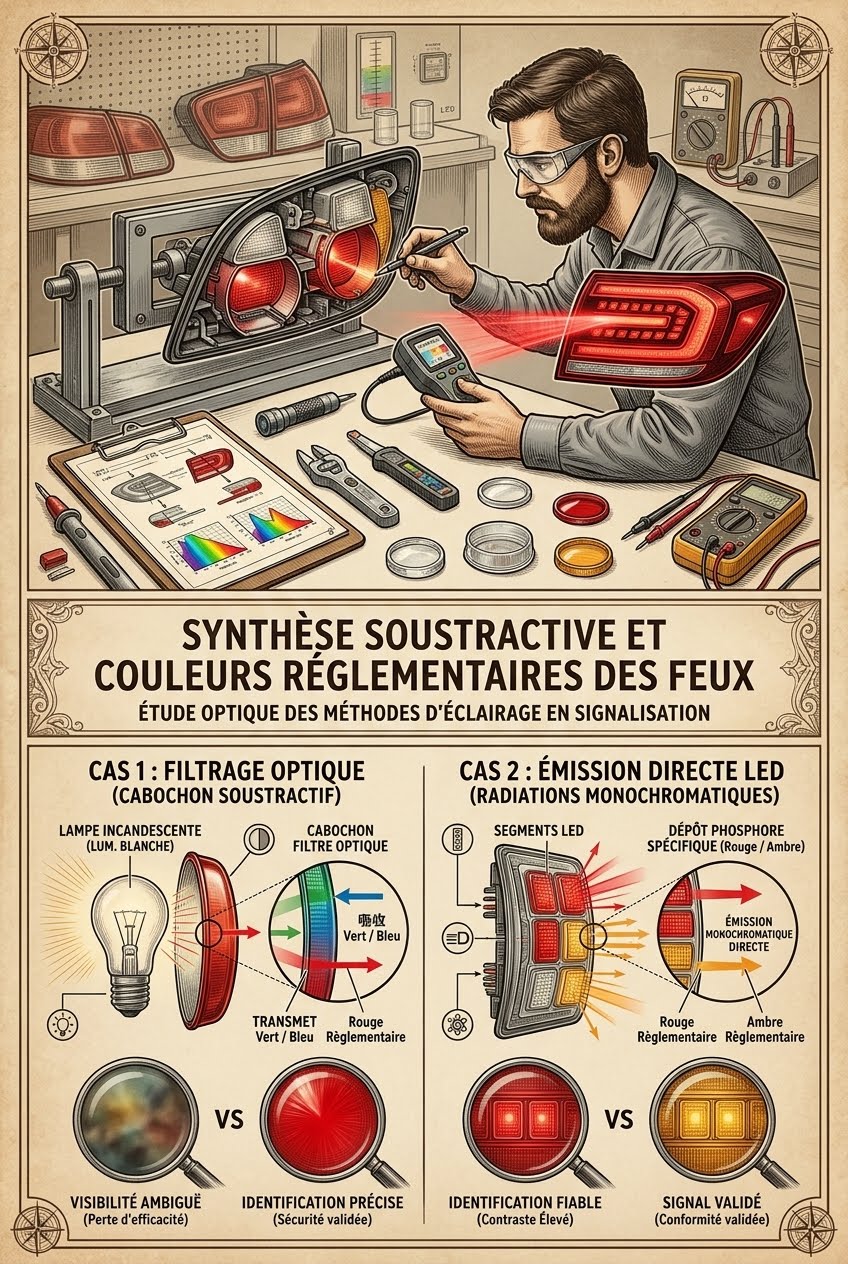 LED
SYNTHÈSE SOUSTRACTIVE ET
COULEURS RÉGLEMENTAIRES DES FEUX
ÉTUDE OPTIQUE DES MÉTHODES D'ÉCLAIRAGE EN SIGNALISATION
CAS 1 : FILTRAGE OPTIQUE
(CABOCHON SOUSTRACTIF)
LAMPE INCANDESCENTE
(LUM. BLANCHE)
CABOCHON
FILTRE OPTIQUE
Vert / Bleu
TRANSMET
Vert / Bleu
Rouge
Règlementaire
VISIBILITÉ AMBIGUË
(Perte d'efficacité)
VS
IDENTIFICATION PRÉCISE
(Sécurité validée)
CAS 2 : ÉMISSION DIRECTE LED
(RADIATIONS MONOCHROMATIQUES)
SEGMENTS LED
DÉPÔT PHOSPHORE
SPÉCIFIQUE (Rouge / Ambre)
ÉMISSION
MONOCHROMATIQUE
DIRECTE
Rouge
Règlementaire
Ambre
Règlementaire
IDENTIFICATION FIABLE
(Contraste Élevé)
VS
SIGNAL VALIDÉ
(Conformité validée)